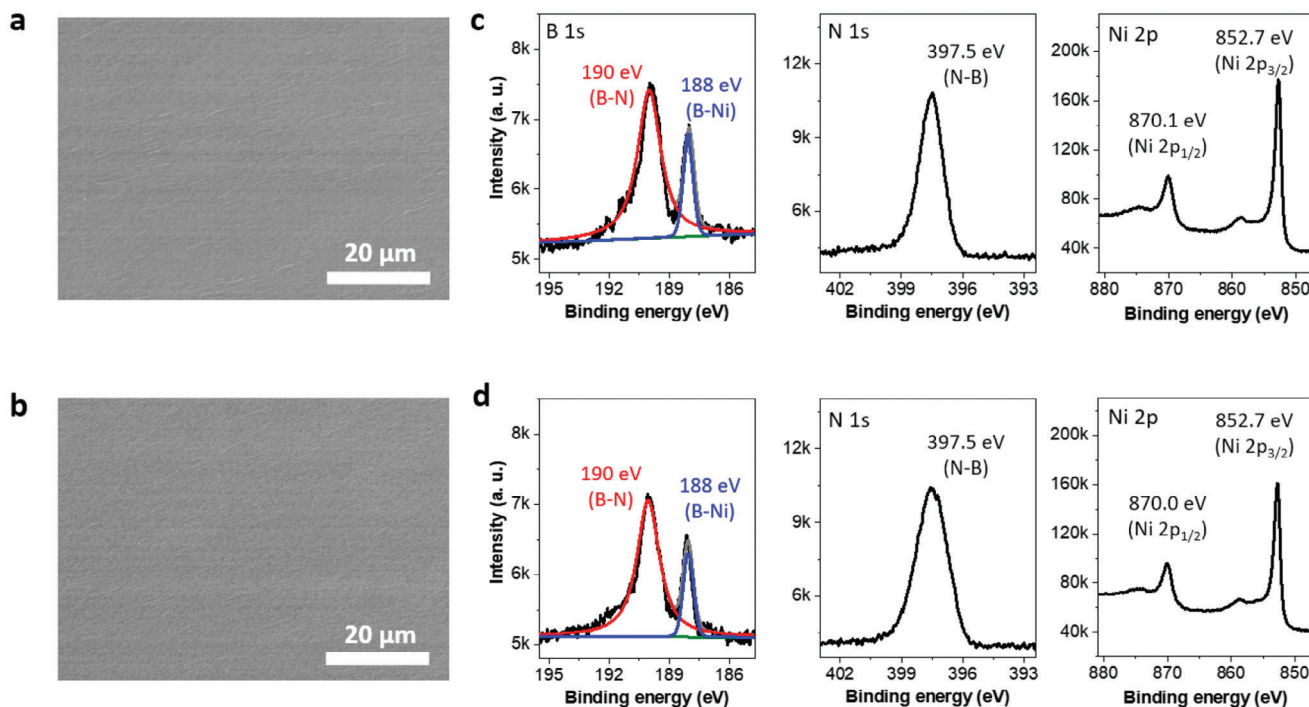 a
20 µm
b
20 µm
c
B 1s
190 eV
(B-N)
188 eV
(B-Ni)
8k
7k
6k
5k
Intensity (a. u.)
195 192 189 186
Binding energy (eV)
N 1s
397.5 eV
(N-B)
12k
9k
6k
402 399 396 393
Binding energy (eV)
Ni 2p
852.7 eV
(Ni 2p3/2)
870.1 eV
(Ni 2p1/2)
200k
160k
120k
80k
40k
880 870 860 850
Binding energy (eV)
d
B 1s
190 eV
(B-N)
188 eV
(B-Ni)
8k
7k
6k
5k
Intensity (a. u.)
195 192 189 186
Binding energy (eV)
N 1s
397.5 eV
(N-B)
12k
9k
6k
402 399 396 393
Binding energy (eV)
Ni 2p
852.7 eV
(Ni 2p3/2)
870.0 eV
(Ni 2p1/2)
200k
160k
120k
80k
40k
880 870 860 850
Binding energy (eV)